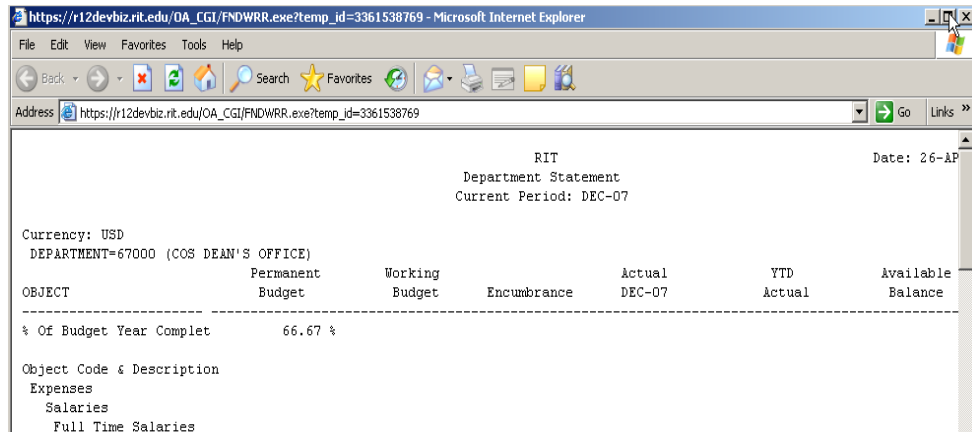 https://r12devbiz.rit.edu/OA_CGI/FNDWRR.exe?temp_id=3361538769 - Microsoft Internet Explorer
File Edit View Favorites Tools Help
Back Search Favorites
Address https://r12devbiz.rit.edu/OA_CGI/FNDWRR.exe?temp_id=3361538769 Go Links »
RIT Date: 26-AP
Department Statement
Current Period: DEC-07
Currency: USD
DEPARTMENT=67000 (COS DEAN'S OFFICE)
Permanent Working Actual YTD Available
OBJECT Budget Budget Encumbrance DEC-07 Actual Balance
% Of Budget Year Complet 66.67 %
Object Code & Description
Expenses
Salaries
Full Time Salaries